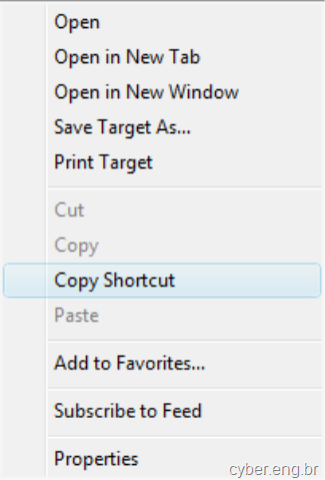 Open
Open in New Tab
Open in New Window
Save Target As...
Print Target
Cut
Copy
Copy Shortcut
Paste
Add to Favorites...
Subscribe to Feed
Properties
cyber.eng.br